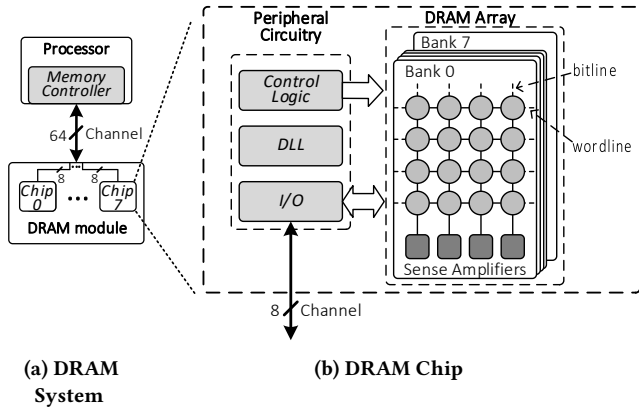 Processor
Memory
Controller
64
Channel
8
8
Chip
0
...
Chip
7
DRAM module
Peripheral
Circuitry
Control
Logic
DLL
I/O
8
Channel
DRAM Array
Bank 7
Bank 0
bitline
wordline
Sense Amplifiers
(a) DRAM
System
(b) DRAM Chip